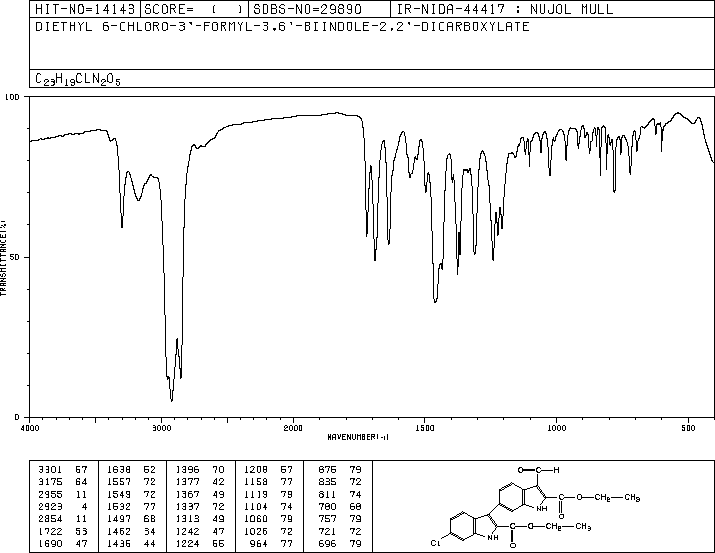 HIT-NO=14143 SCORE= ( ) SDBS-NO=29890 IR-NIDA-44417 : NUJOL MULL
DIETHYL 6-CHLORO-3'-FORMYL-3,6'-BIINDOLE-2,2'-DICARBOXYLATE
C23H19CLN2O5
100
50
0
TRANSMITTANCE(%)
4000 3000 2000 1500 1000 500
WAVENUMBER(-1)
3301 57 1638 52 1396 70 1208 57 875 79
3175 64 1557 72 1377 42 1158 77 835 72
2955 11 1549 72 1367 49 1119 79 811 74
2923 4 1532 77 1337 72 1104 74 780 68
2854 11 1497 68 1313 49 1060 79 757 79
1722 53 1462 34 1242 47 1026 72 721 72
1690 47 1436 44 1224 55 964 77 696 79
O=C—H
C—O—CH2—CH3
O
NH
C—O—CH2—CH3
O
NH
Cl